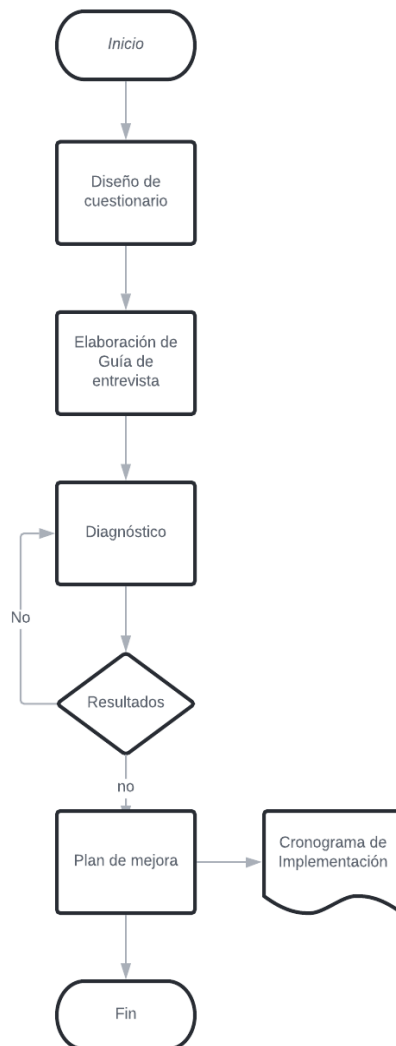 Inicio
Diseño de
cuestionario
Elaboración de
Guía de
entrevista
Diagnóstico
No
Resultados
no
Plan de mejora
Cronograma de
Implementación
Fin